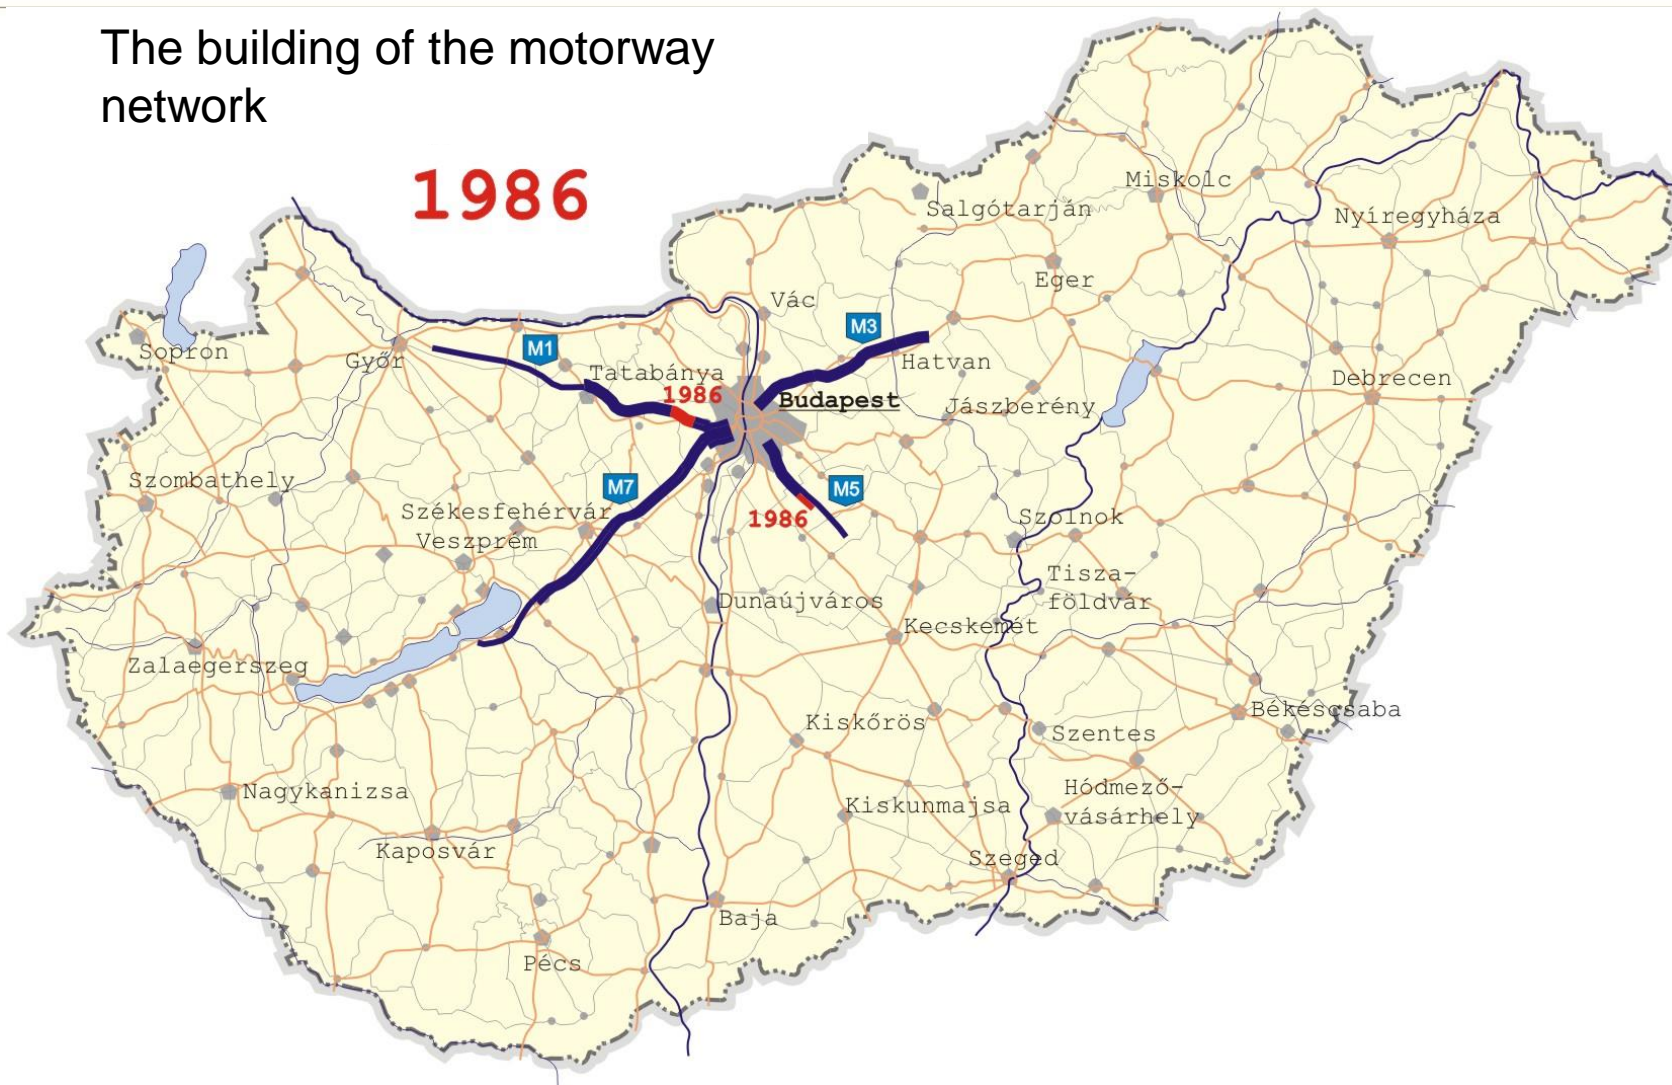 The building of the motorway
network
1986
Miskolc
Salgótarján
Nyíregyháza
Eger
Vác
M3
Sopron
Győr
M1
Hatvan
Tatabánya
1986
Budapest
Debrecen
Jászberény
Szombathely
M7
M5
Székesfehérvár
1986
Szolnok
Veszprém
Tisza-
földvár
Dunaújváros
Kecskemét
Zalaegerszeg
Békéscsaba
Kiskőrös
Szentes
Nagykanizsa
Hódmező-
vásárhely
Kiskunmajsa
Kaposvár
Szeged
Baja
Pécs